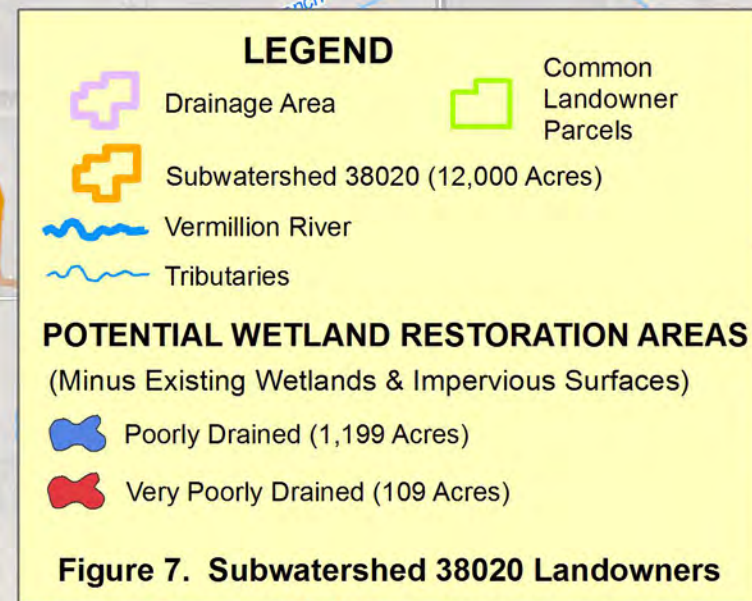 LEGEND
Drainage Area
Common
Landowner
Parcels
Subwatershed 38020 (12,000 Acres)
Vermillion River
Tributaries
POTENTIAL WETLAND RESTORATION AREAS
(Minus Existing Wetlands & Impervious Surfaces)
Poorly Drained (1,199 Acres)
Very Poorly Drained (109 Acres)
Figure 7. Subwatershed 38020 Landowners